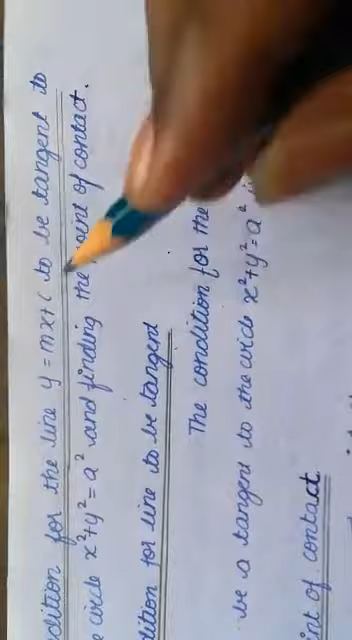 dition for the line y = mx+c to be tangent to
e circle x²+y² = a² and finding the point of contact.
dition for line to be tangent
The condition for the
be a tangent to the circle x²+y² = a²
int of contact